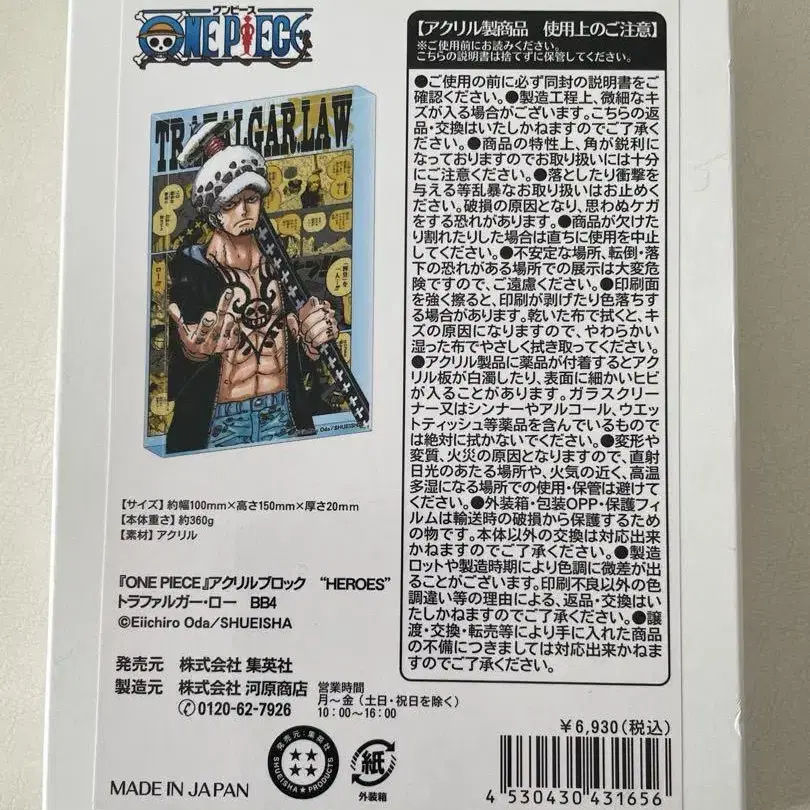 ワンピース
ONE PIECE
TRAFALGAR.LAW
©Eiichiro Oda/SHUEISHA
【サイズ】約幅100mm×高さ150mm×厚さ20mm
【本体重さ】約360g
【素材】アクリル
『ONE PIECE』アクリルブロック “HEROES”
トラファルガー・ロー BB4
©Eiichiro Oda/SHUEISHA
発売元 株式会社 集英社
製造元 株式会社 河原商店
✆0120-62-7926
営業時間
月〜金（土日・祝日を除く）
10:00〜16:00
MADE IN JAPAN
発売元:集英社
SHUEISHA PRODUCTS
紙
外装箱
【アクリル製商品 使用上のご注意】
※ご使用前にお読みください。
こちらの説明書は捨てずに保管してください。
●ご使用の前に必ず同封の説明書をご
確認ください。●製造工程上、微細なキ
ズが入る場合がございます。こちらの返
品・交換はいたしかねますのでご了承く
ださい。●商品の特性上、角が鋭利に
なっておりますのでお取り扱いには十分
にご注意ください。●落としたり衝撃を
与える等乱暴なお取り扱いはお止めく
ださい。破損の原因となり、思わぬケガ
をする恐れがあります。●商品が欠けた
り割れたりした場合は直ちに使用を中止
してください。●不安定な場所、転倒・落
下の恐れがある場所での展示は大変危
険ですので、ご遠慮ください。●印刷面
を強く擦ると、印刷が剥げたり色落ちす
る場合があります。乾いた布で拭くと、キ
ズの原因になりますので、やわらかい
湿った布でやさしく拭き取ってください。
●アクリル製品に薬品が付着するとアク
リル板が白濁したり、表面に細かいヒビ
が入ることがあります。ガラスクリー
ナー又はシンナーやアルコール、ウエッ
トティッシュ等薬品を含んでいるもので
は絶対に拭かないでください。●変形や
変質、火災の原因となりますので、直射
日光のあたる場所や、火気の近く、高温
多湿になる場所での使用・保管は避けて
ください。●外装箱・包装OPP・保護フィ
ルムは輸送時の破損から保護するため
の物です。本体以外の交換は対応出来
かねますのでご了承ください。●製造
ロットや製造時期により色調に微差が出
ることがございます。印刷不良以外の色
調違い等の理由による、返品・交換はい
たしかねますのでご了承ください。●譲
渡・交換・転売等により手に入れた商品
の不備につきましては対応出来かねます
のでご了承ください。
￥6,930(税込)
4 530430 431656